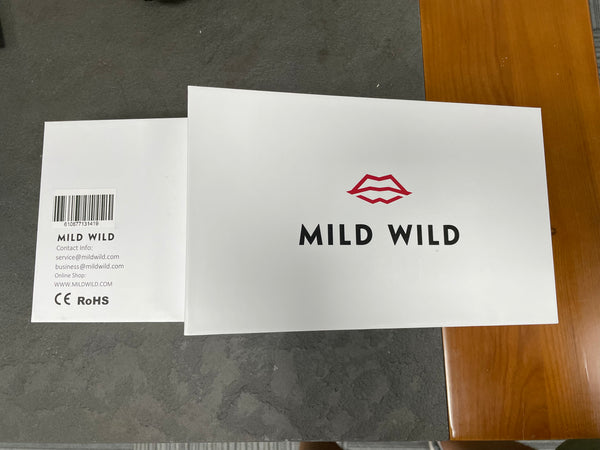 610877131419
MILD WILD
Contact Info:
service@mildwild.com
business@mildwild.com
Online Shop:
WWW.MILDWILD.COM
CE RoHS
MILD WILD